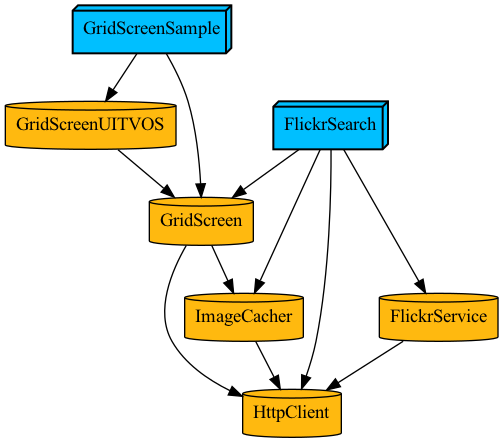 GridScreenSample
GridScreenUITVOS
FlickrSearch
GridScreen
ImageCacher
FlickrService
HttpClient